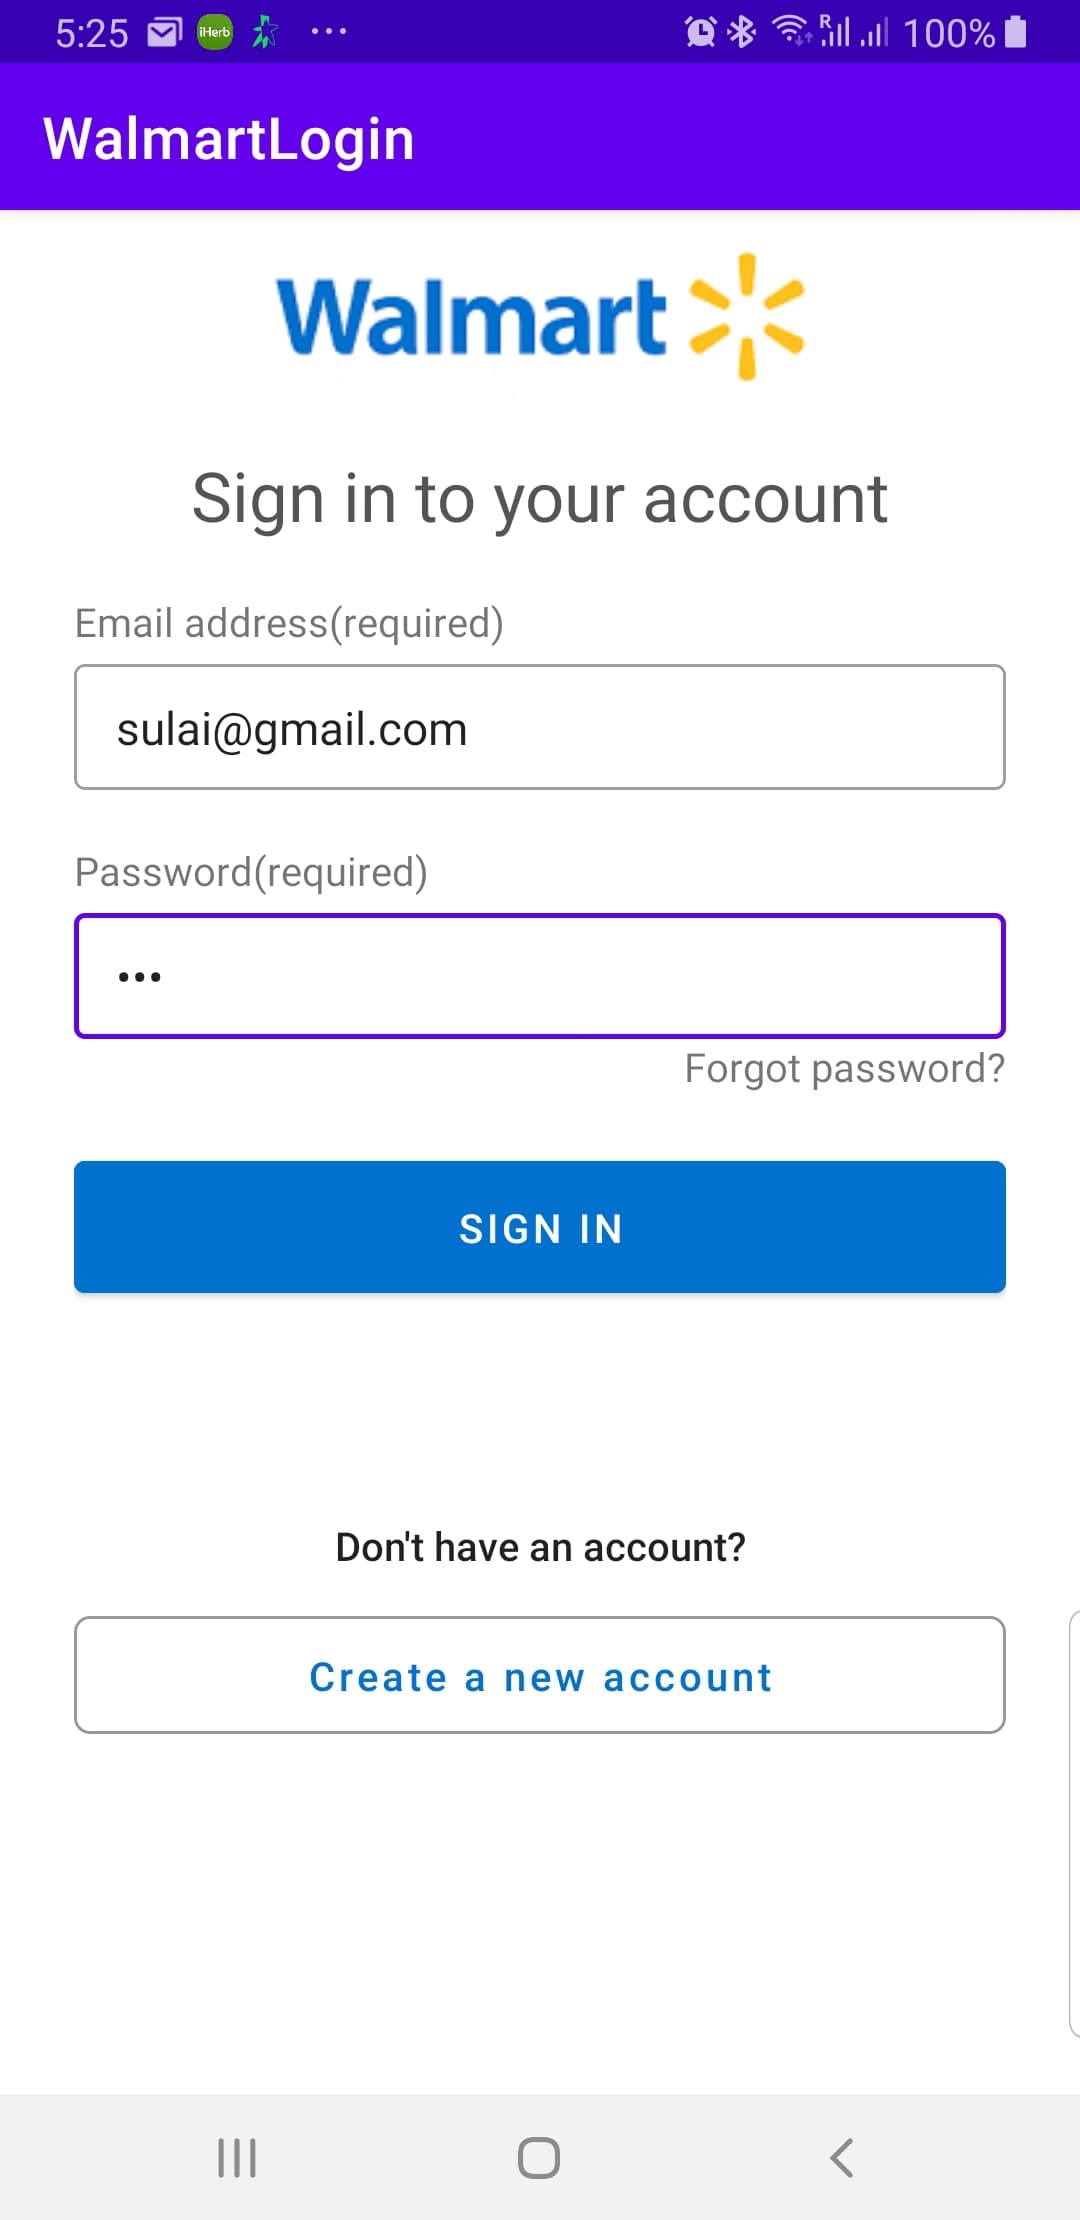 5:25 iHerb 100%
WalmartLogin
Walmart
Sign in to your account
Email address(required)
sulai@gmail.com
Password(required)
•••
Forgot password?
SIGN IN
Don't have an account?
Create a new account